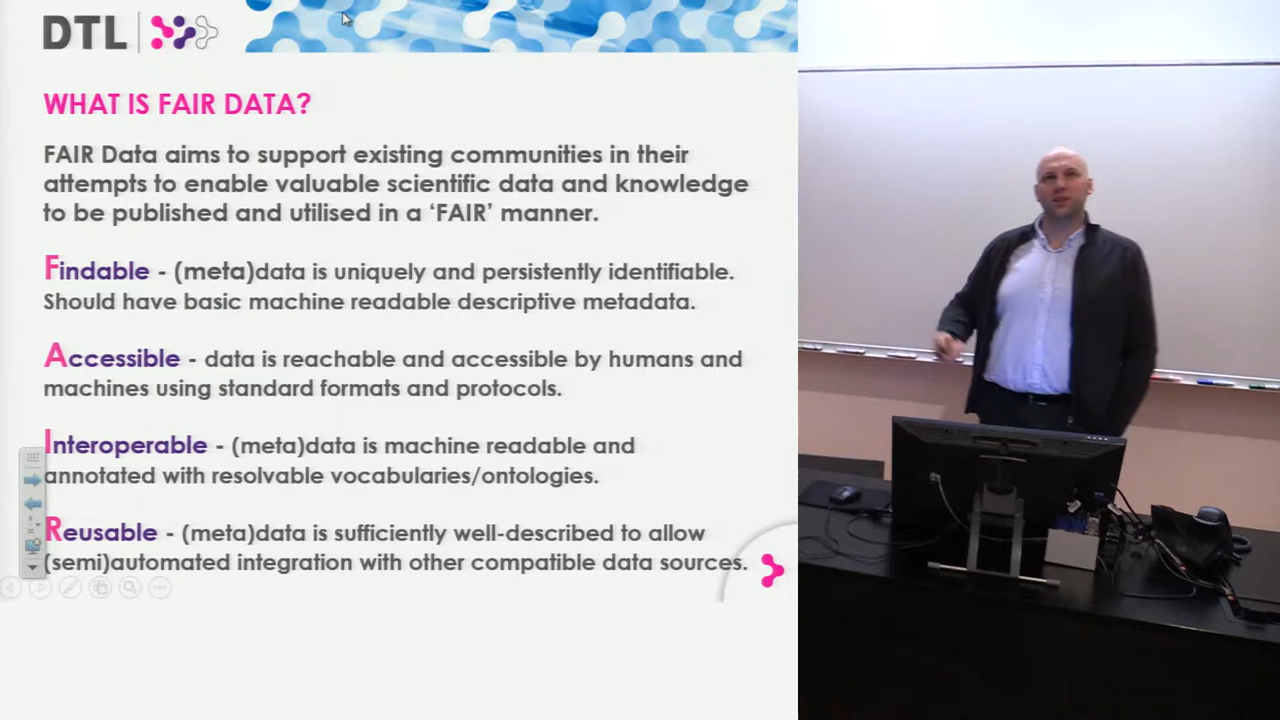 DTL
WHAT IS FAIR DATA?
FAIR Data aims to support existing communities in their
attempts to enable valuable scientific data and knowledge
to be published and utilised in a ‘FAIR’ manner.
Findable - (meta)data is uniquely and persistently identifiable.
Should have basic machine readable descriptive metadata.
Accessible - data is reachable and accessible by humans and
machines using standard formats and protocols.
Interoperable - (meta)data is machine readable and
annotated with resolvable vocabularies/ontologies.
Reusable - (meta)data is sufficiently well-described to allow
(semi)automated integration with other compatible data sources.